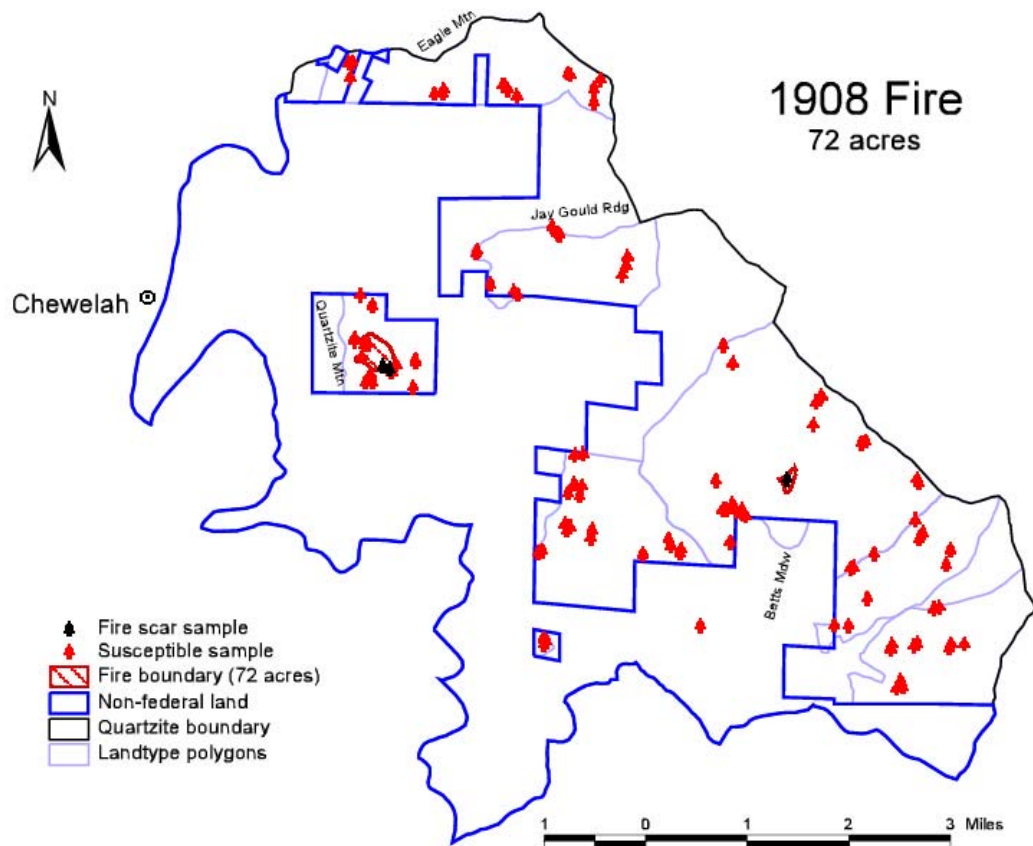 Eagle Mtn
N
1908 Fire
72 acres
Jay Gould Rdg
Chewelah
Quartzite Mtn
Betts Mdw
Fire scar sample
Susceptible sample
Fire boundary (72 acres)
Non-federal land
Quartzite boundary
Landtype polygons
1 0 1 2 3 Miles